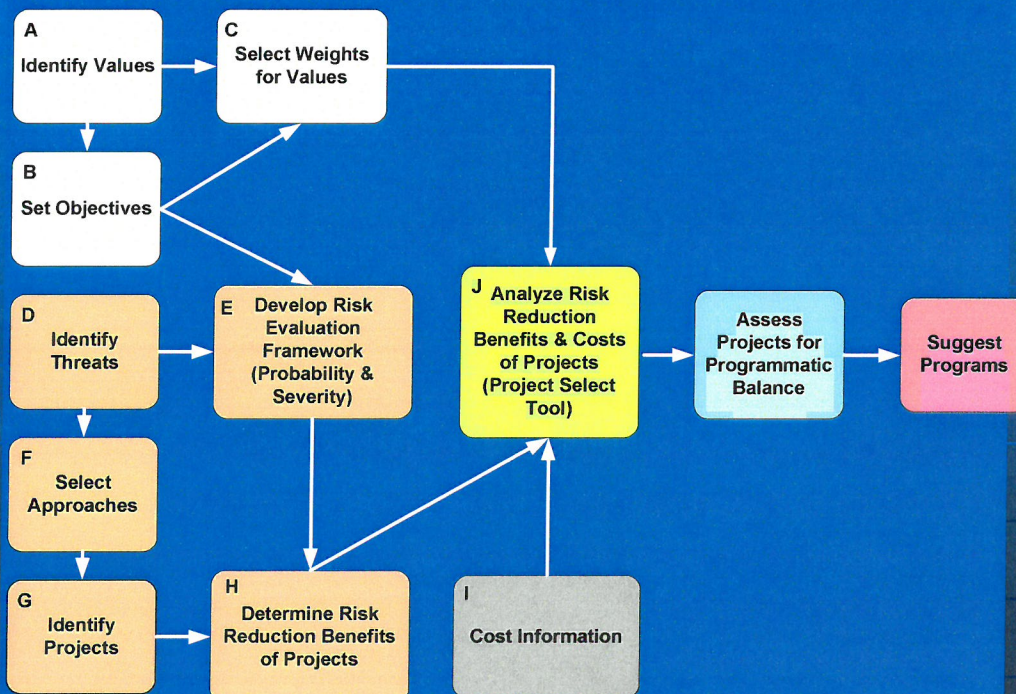 A
Identify Values
C
Select Weights
for Values
B
Set Objectives
D
Identify
Threats
E
Develop Risk
Evaluation
Framework
(Probability &
Severity)
J
Analyze Risk
Reduction
Benefits & Costs
of Projects
(Project Select
Tool)
Assess
Projects for
Programmatic
Balance
Suggest
Programs
F
Select
Approaches
G
Identify
Projects
H
Determine Risk
Reduction Benefits
of Projects
I
Cost Information